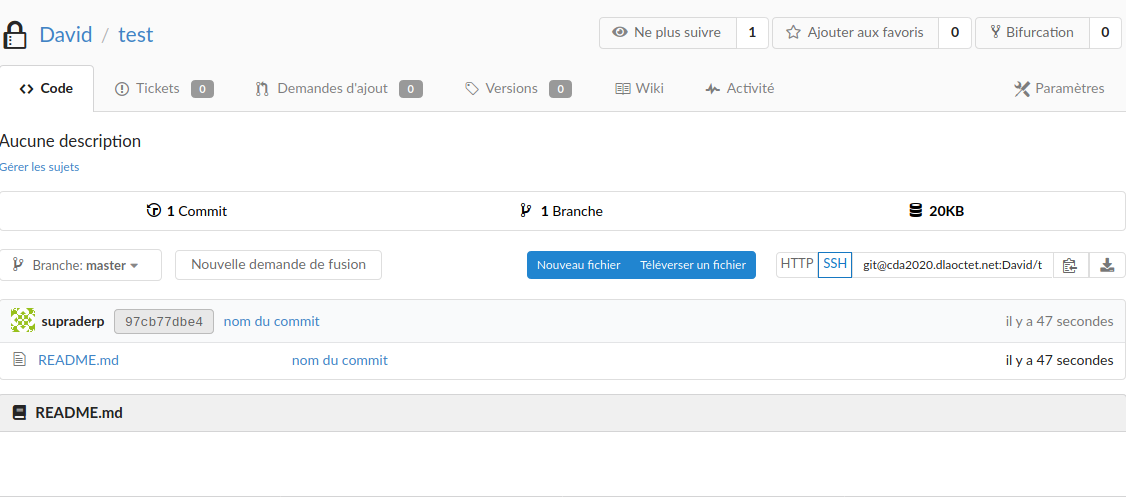 David / test
Ne plus suivre 1 Ajouter aux favoris 0 Bifurcation 0
Code Tickets 0 Demandes d'ajout 0 Versions 0 Wiki Activité Paramètres
Aucune description
Gérer les sujets
1 Commit 1 Branche 20KB
Branche: master Nouvelle demande de fusion Nouveau fichier Téléverser un fichier HTTP SSH git@cda2020.dlaoctet.net:David/t
supraderp 97cb77dbe4 nom du commit il y a 47 secondes
README.md nom du commit il y a 47 secondes
README.md